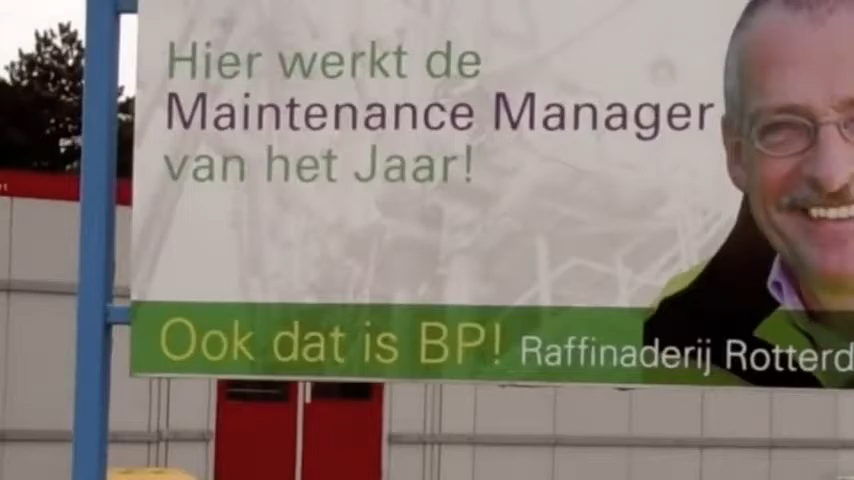 Hier werkt de
Maintenance Manager
van het Jaar!
Ook dat is BP! Raffinaderij Rotterd